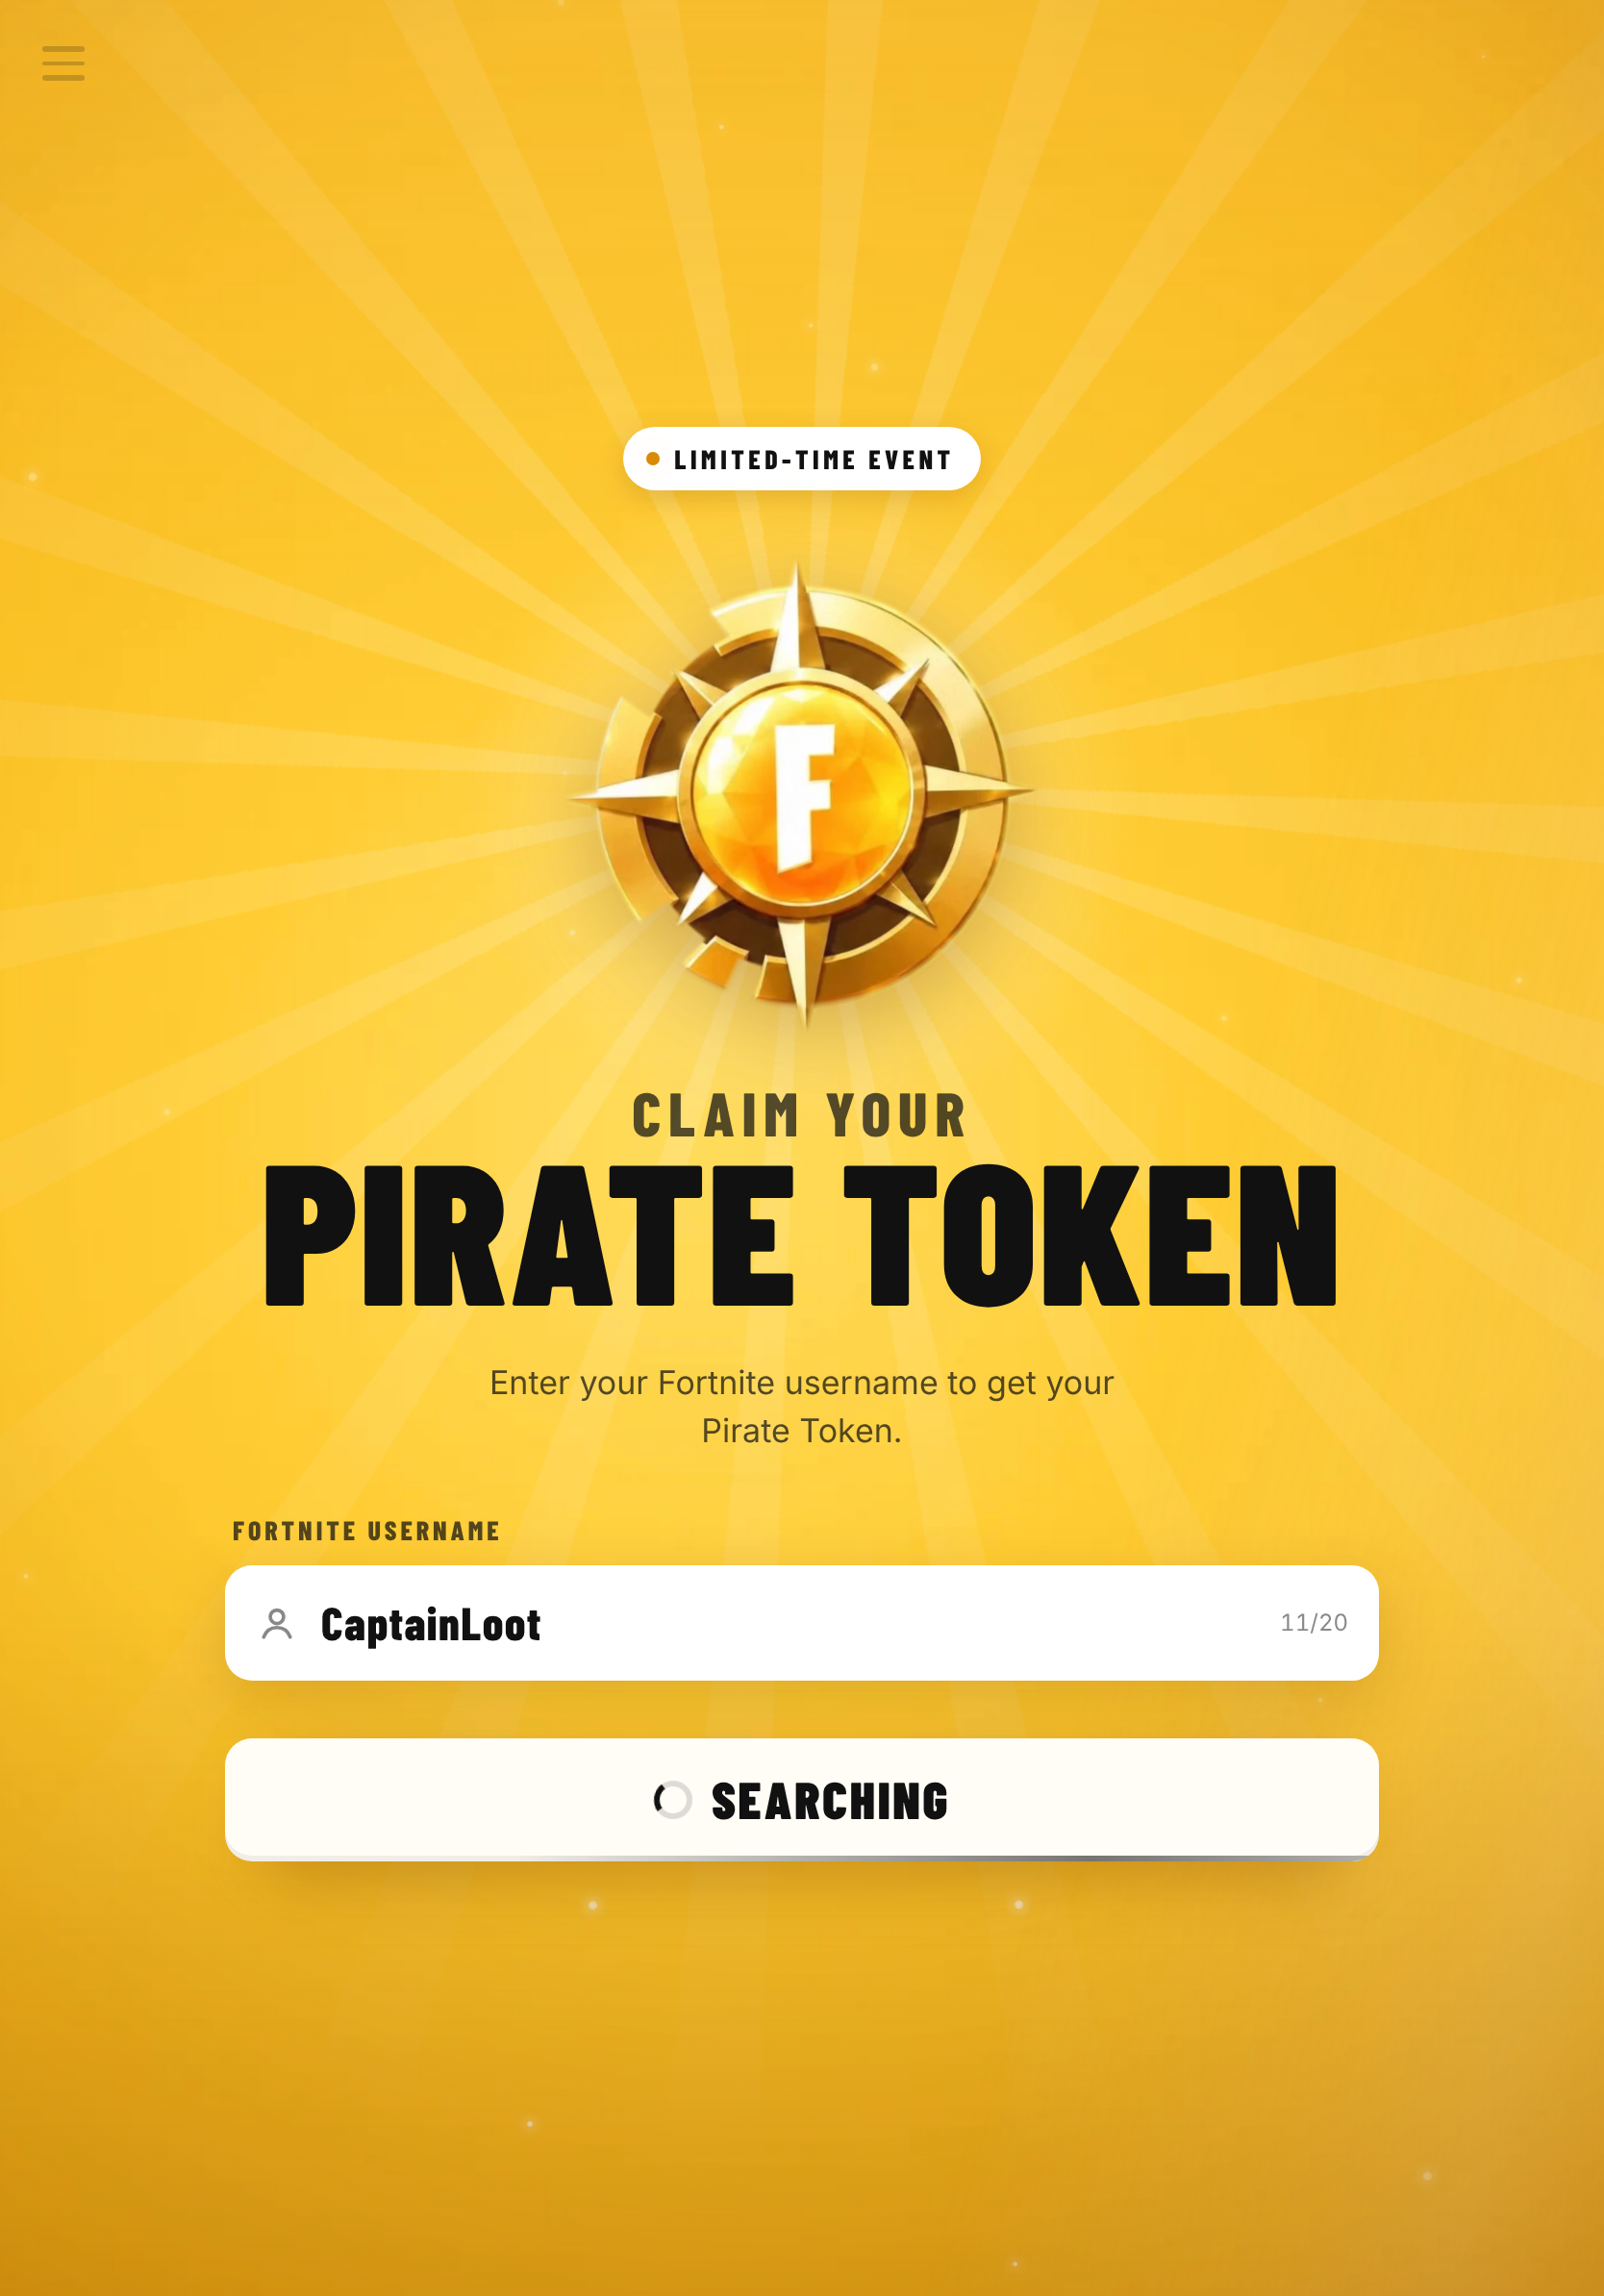 LIMITED-TIME EVENT
F
CLAIM YOUR
PIRATE TOKEN
Enter your Fortnite username to get your
Pirate Token.
FORTNITE USERNAME
CaptainLoot 11/20
SEARCHING